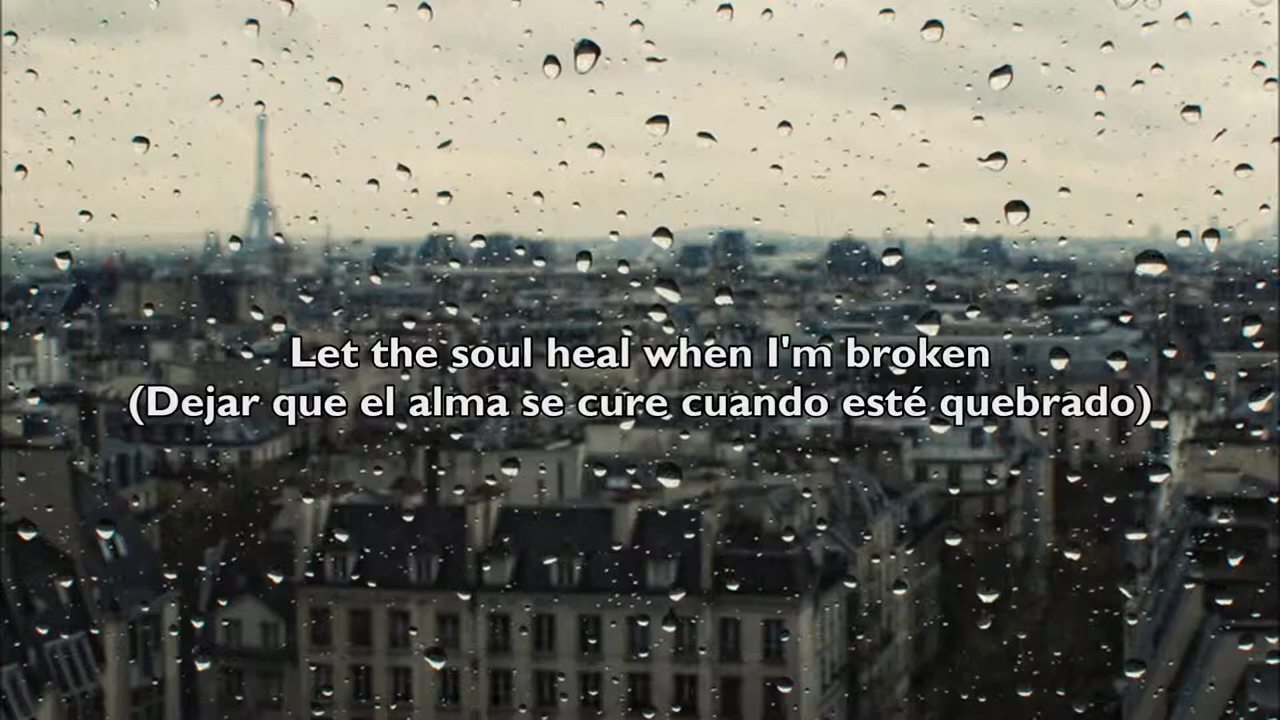 Let the soul heal when I'm broken
(Dejar que el alma se cure cuando esté quebrado)